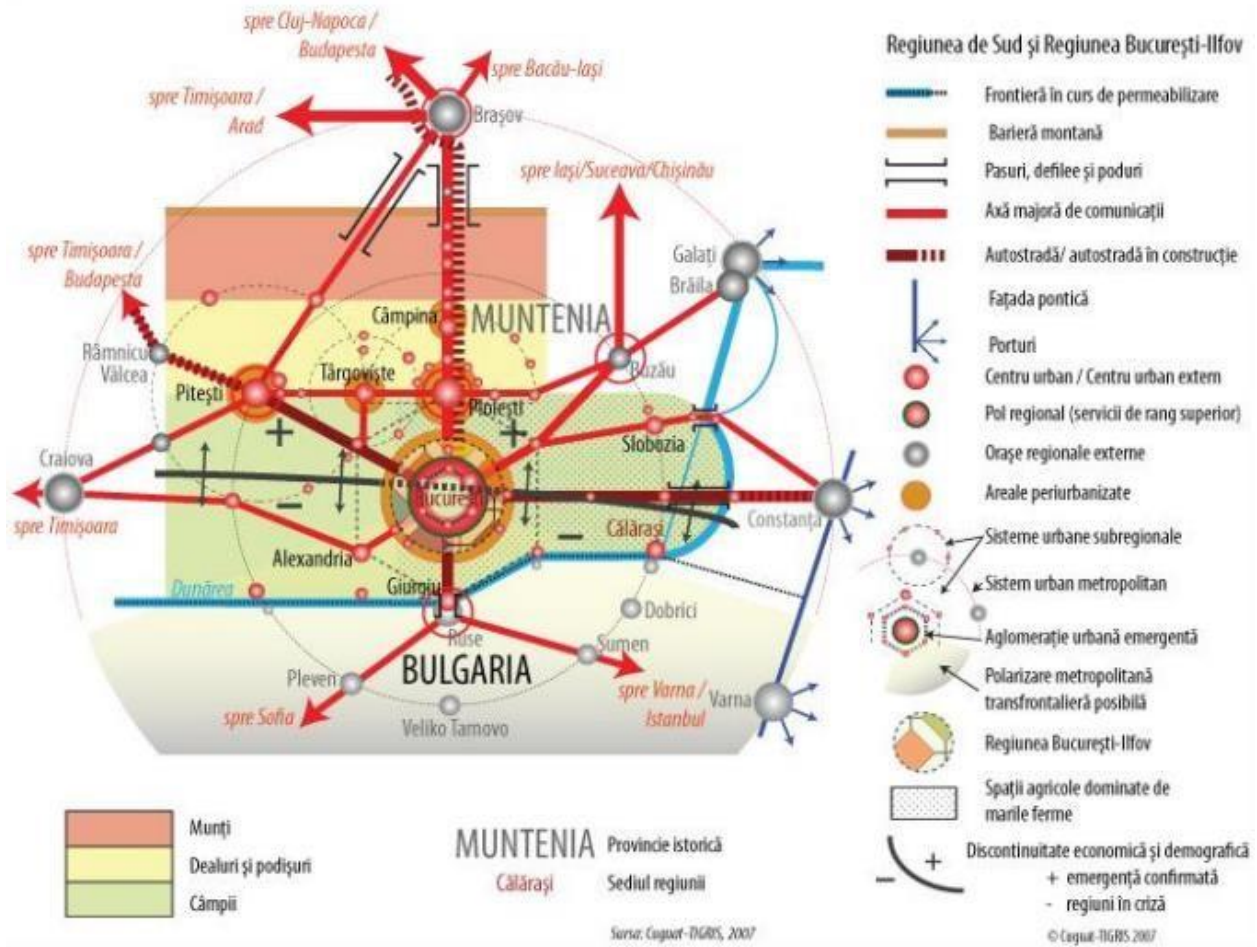 spre Cluj-Napoca /
Budapesta
spre Bacău-Iași
spre Timișoara /
Arad
Brașov
spre Iași/Suceava/Chișinău
spre Timișoara /
Budapesta
Galați
Brăila
Câmpina
MUNTENIA
Râmnicu
Vâlcea
Pitești
Târgoviște
Ploiești
Buzău
Slobozia
Craiova
București
Constanța
spre Timișoara
Călărași
Alexandria
Dunărea
Giurgiu
Ruse
Dobrici
Sumen
BULGARIA
Pleven
spre Sofia
Veliko Tarnovo
spre Varna /
Istanbul
Varna
Regiunea de Sud și Regiunea București-Ilfov
Frontieră în curs de permeabilizare
Barieră montană
Pasuri, defilee și poduri
Axă majoră de comunicații
Autostradă/ autostradă în construcție
Fațada pontică
Porturi
Centru urban / Centru urban extern
Pol regional (servicii de rang superior)
Orașe regionale externe
Areale periurbanizate
Sisteme urbane subregionale
Sistem urban metropolitan
Aglomerație urbană emergentă
Polarizare metropolitană
transfrontalieră posibilă
Regiunea București-Ilfov
Spații agricole dominate de
marile ferme
Discontinuitate economică și demografică
+ emergență confirmată
- regiuni în criză
© Cuguat-TIGRIS 2007
Munți
Dealuri și podișuri
Câmpii
MUNTENIA Provincie istorică
Călărași Sediul regiunii
Sursa: Cuguat-TIGRIS, 2007